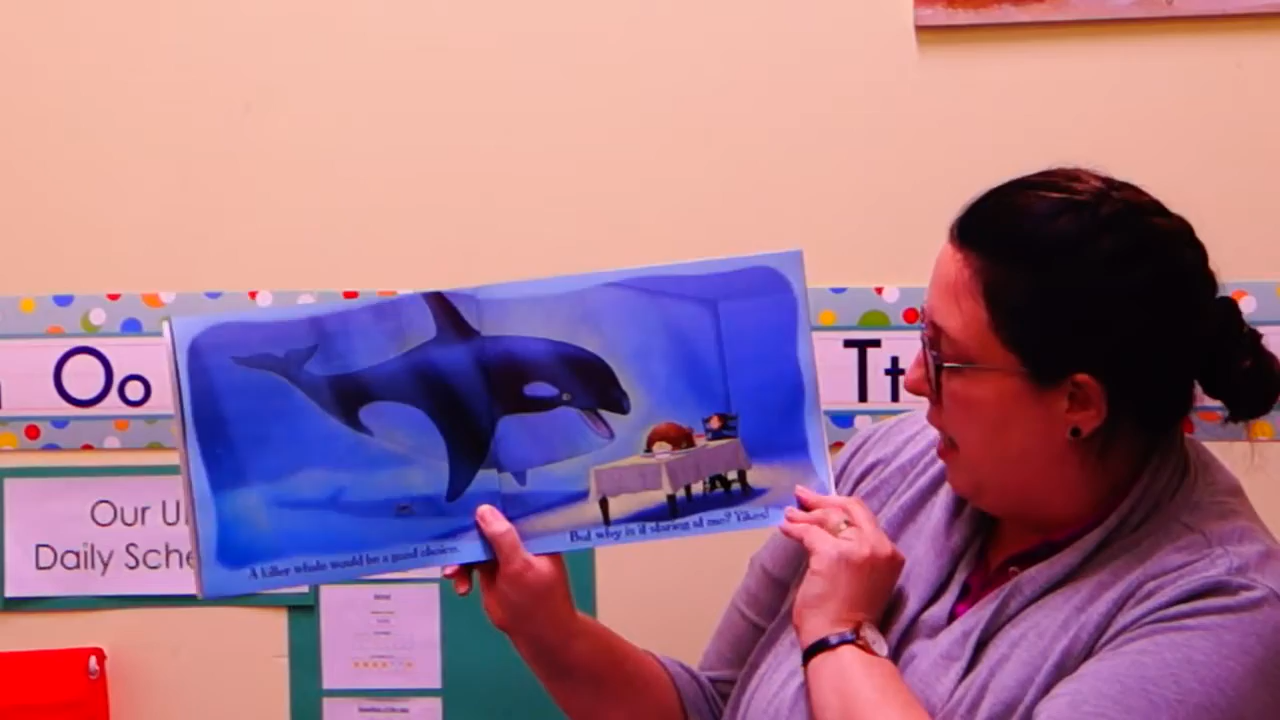 Oo
Tt
Our U
Daily Sche
A killer whale would be a good choice.
But why is it staring at me? Yikes!